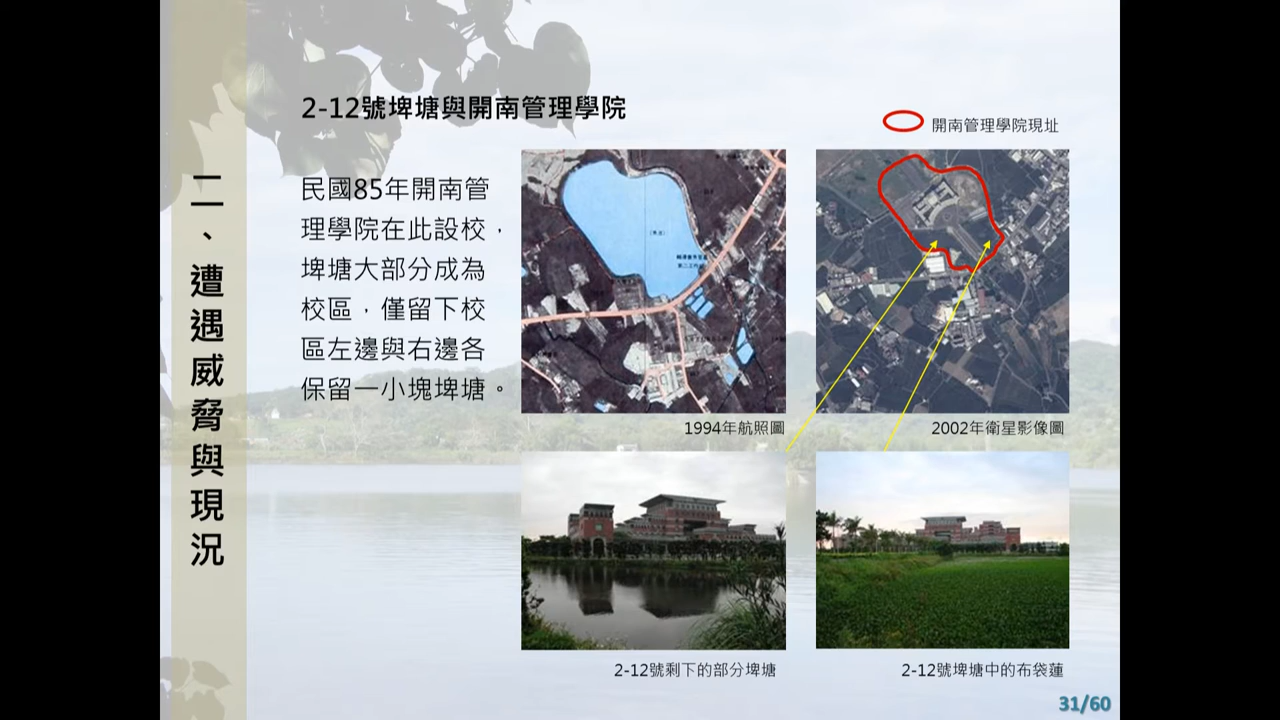 二、遭遇威脅與現況
2-12號埤塘與開南管理學院
民國85年開南管
理學院在此設校，
埤塘大部分成為
校區，僅留下校
區左邊與右邊各
保留一小塊埤塘。
開南管理學院現址
1994年航照圖
2002年衛星影像圖
2-12號剩下的部分埤塘
2-12號埤塘中的布袋蓮
31/60